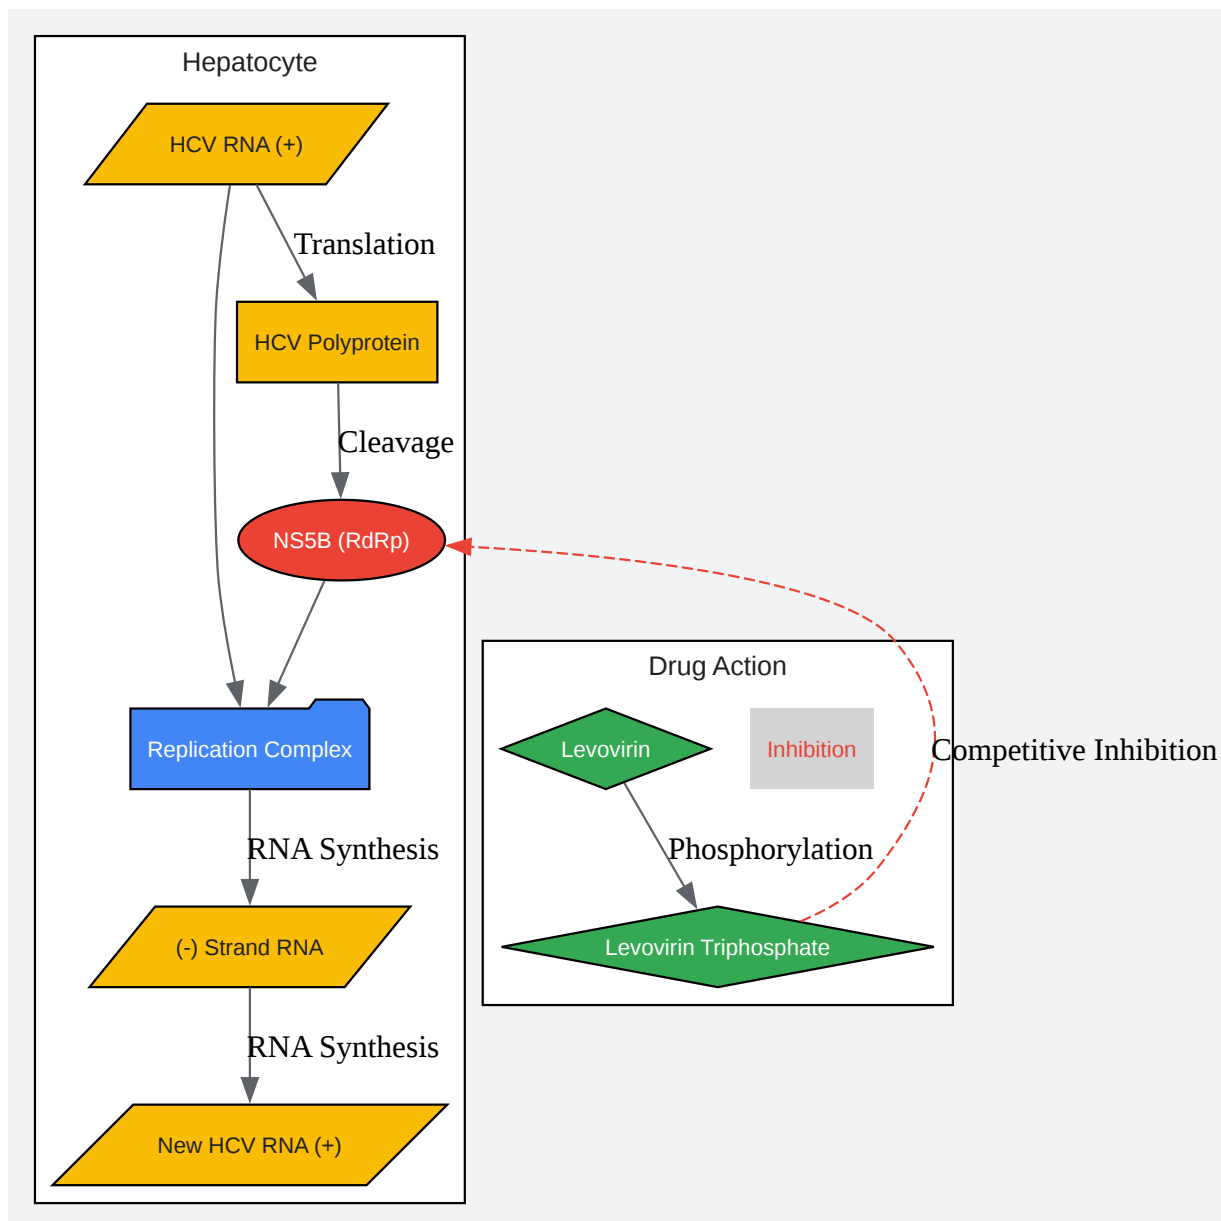 Hepatocyte
HCV RNA (+)
Translation
HCV Polyprotein
Cleavage
NS5B (RdRp)
Replication Complex
RNA Synthesis
(-) Strand RNA
RNA Synthesis
New HCV RNA (+)
Drug Action
Levovirin
Inhibition
Competitive Inhibition
Phosphorylation
Levovirin Triphosphate